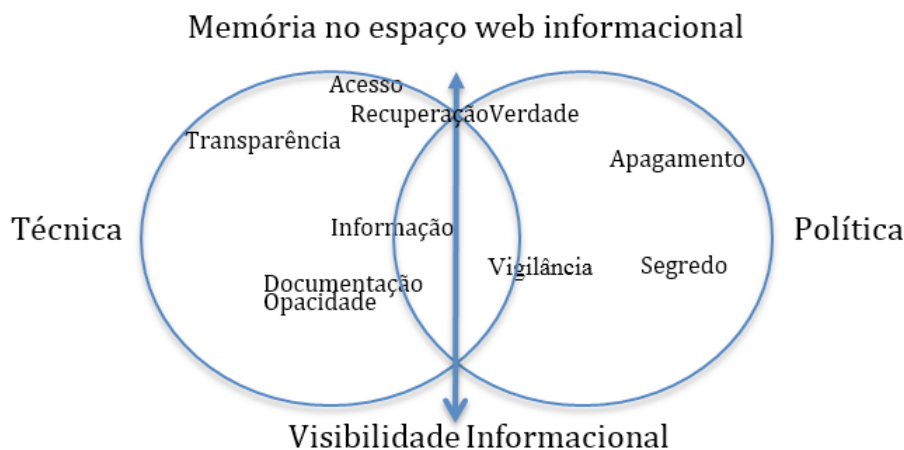 Memória no espaço web informacional
Acesso
RecuperaçãoVerdade
Transparência
Apagamento
Técnica
Informação
Política
Vigilância
Segredo
Documentação
Opacidade
Visibilidade Informacional